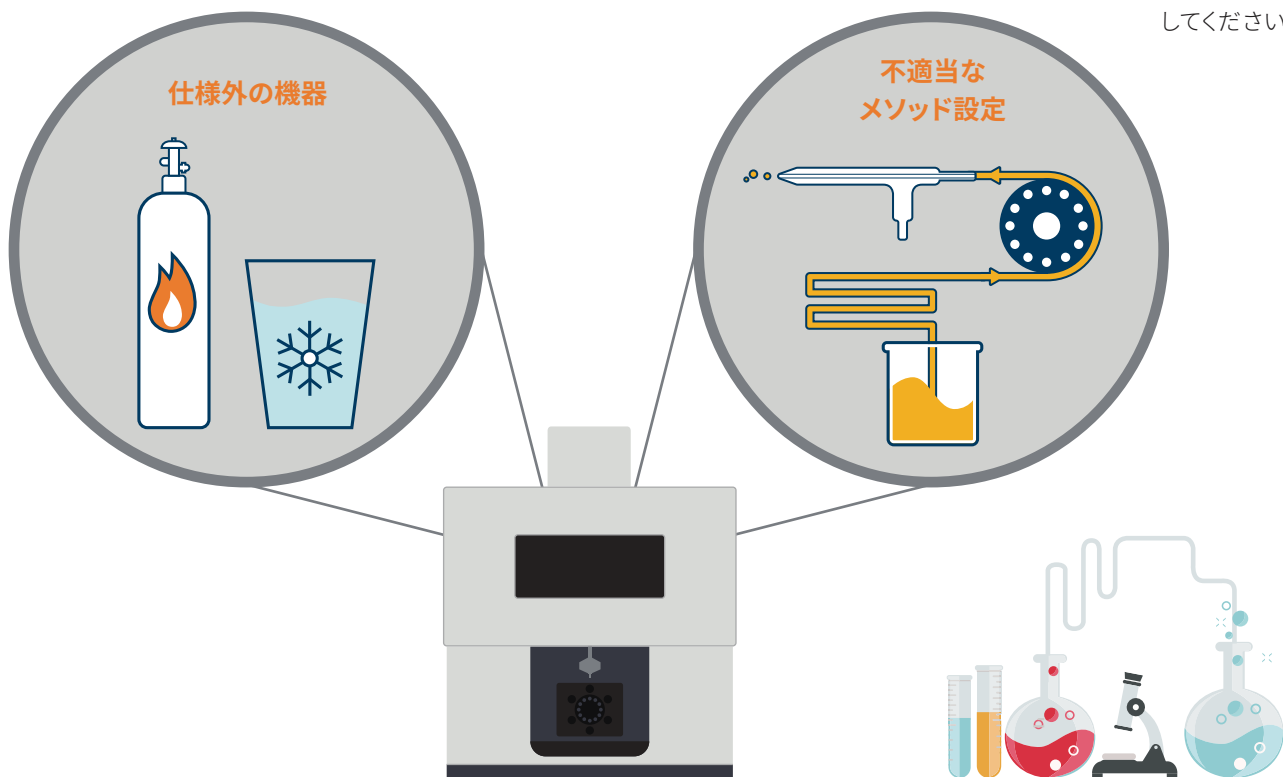 してください
仕様外の機器
不適当な
メソッド設定